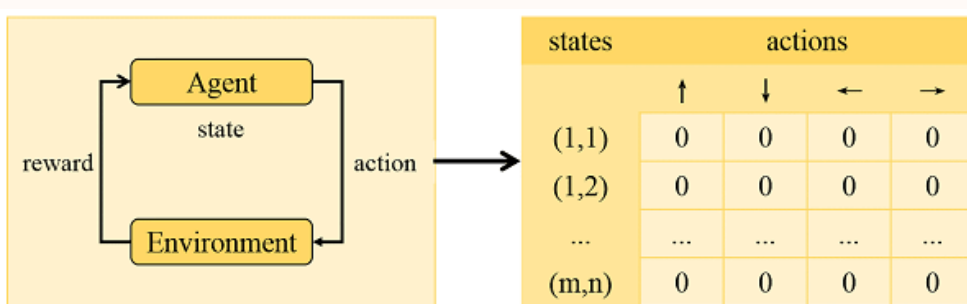 Agent
state
reward
action
Environment
states actions
↑ ↓ ← →
(1,1) 0 0 0 0
(1,2) 0 0 0 0
... ... ... ... ...
(m,n) 0 0 0 0